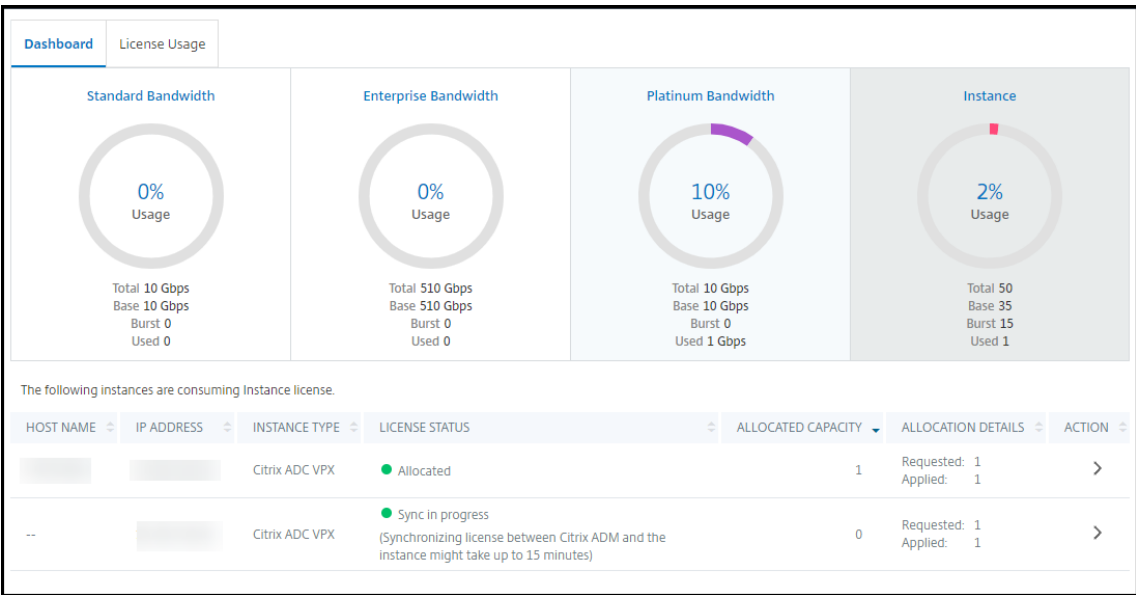 Dashboard
License Usage
Standard Bandwidth
0%
Usage
Total 10 Gbps
Base 10 Gbps
Burst 0
Used 0
Enterprise Bandwidth
0%
Usage
Total 510 Gbps
Base 510 Gbps
Burst 0
Used 0
Platinum Bandwidth
10%
Usage
Total 10 Gbps
Base 10 Gbps
Burst 0
Used 1 Gbps
Instance
2%
Usage
Total 50
Base 35
Burst 15
Used 1
The following instances are consuming Instance license.
HOST NAME IP ADDRESS INSTANCE TYPE LICENSE STATUS ALLOCATED CAPACITY ALLOCATION DETAILS ACTION
Citrix ADC VPX
Allocated
1
Requested: 1
Applied: 1
--
Citrix ADC VPX
Sync in progress
(Synchronizing license between Citrix ADM and the
instance might take up to 15 minutes)
0
Requested: 1
Applied: 1